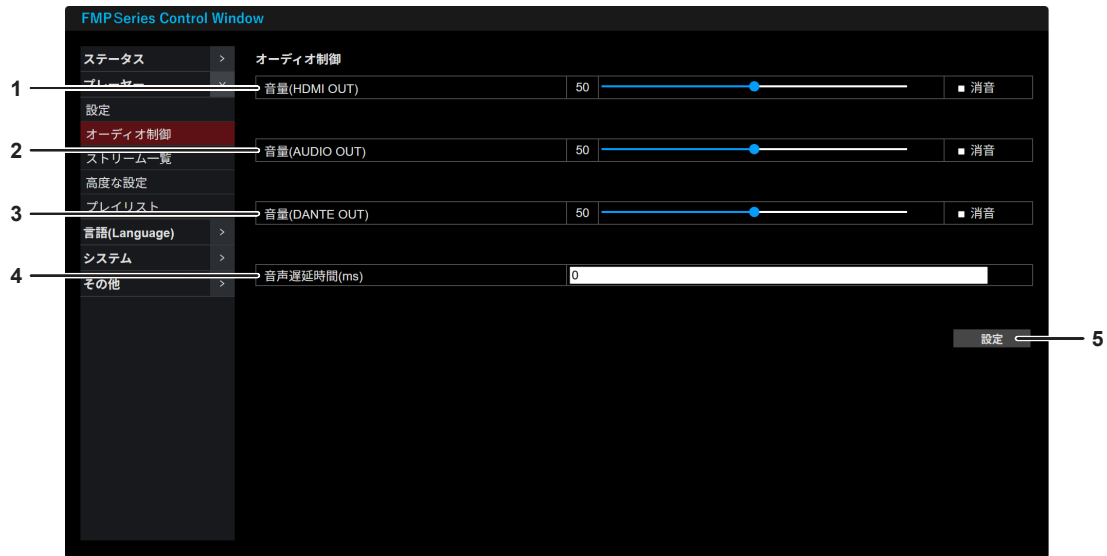 FMPSeries Control Window
ステータス >
オーディオ制御
1 プレーヤー
音量(HDMI OUT) 50 消音
設定
オーディオ制御
2 音量(AUDIO OUT) 50 消音
ストリーム一覧
高度な設定
3 プレイリスト
音量(DANTE OUT) 50 消音
言語(Language) >
システム >
4 音声遅延時間(ms) 0
その他 >
設定 5